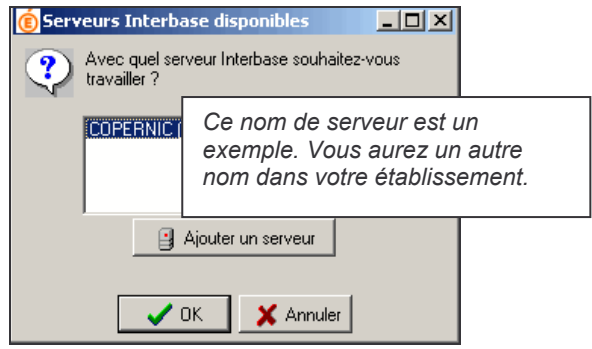 Serveurs Interbase disponibles
Avec quel serveur Interbase souhaitez-vous
travailler ?
COPERNIC
Ce nom de serveur est un
exemple. Vous aurez un autre
nom dans votre établissement.
Ajouter un serveur
OK
Annuler